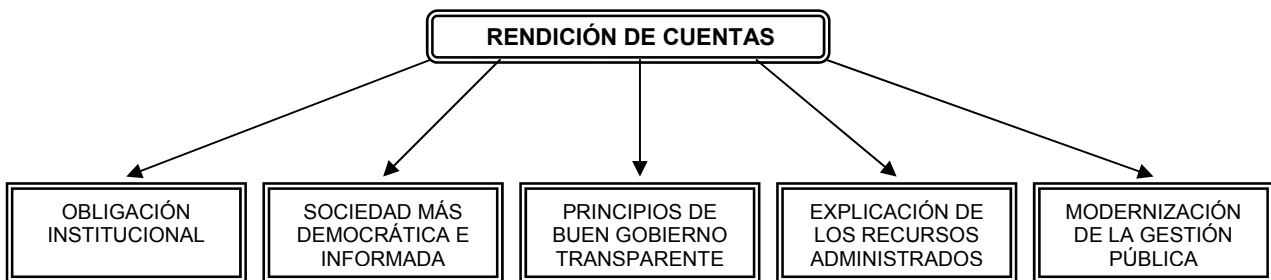 RENDICIÓN DE CUENTAS
OBLIGACIÓN
INSTITUCIONAL
SOCIEDAD MÁS
DEMOCRÁTICA E
INFORMADA
PRINCIPIOS DE
BUEN GOBIERNO
TRANSPARENTE
EXPLICACIÓN DE
LOS RECURSOS
ADMINISTRADOS
MODERNIZACIÓN
DE LA GESTIÓN
PÚBLICA